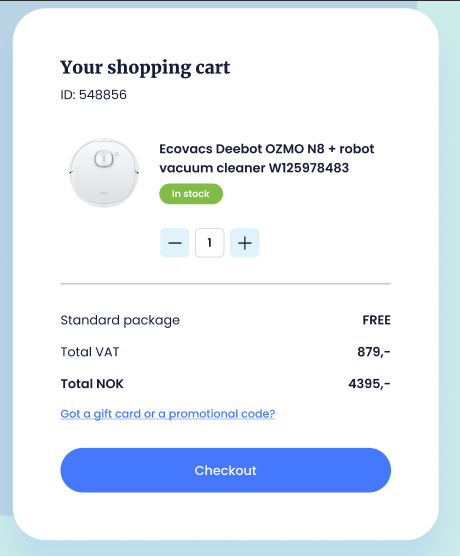 Your shopping cart
ID: 548856
Ecovacs Deebot OZMO N8 + robot
vacuum cleaner W125978483
In stock
1
Standard package FREE
Total VAT 879,-
Total NOK 4395,-
Got a gift card or a promotional code?
Checkout